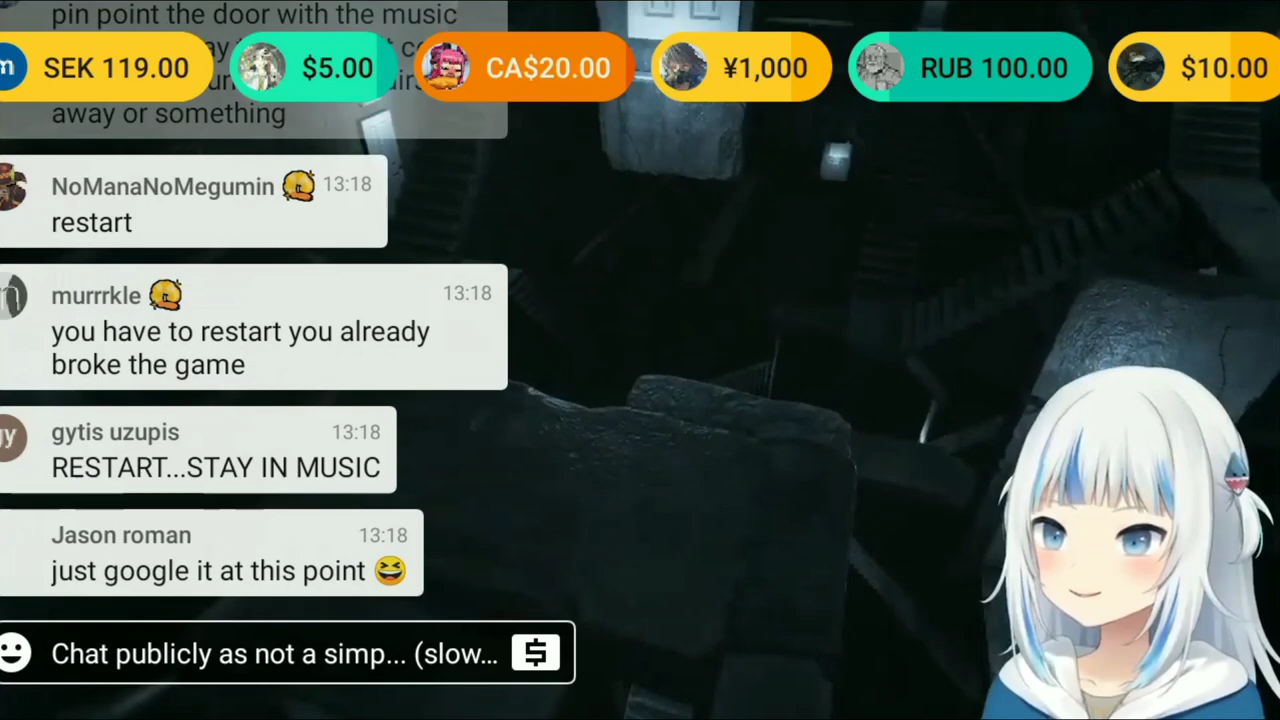 pin point the door with the music
away or something
m SEK 119.00 $5.00 CA$20.00 ¥1,000 RUB 100.00 $10.00
NoManaNoMegumin 13:18
restart
murrrkle 13:18
you have to restart you already
broke the game
gy gytis uzupis 13:18
RESTART...STAY IN MUSIC
Jason roman 13:18
just google it at this point
Chat publicly as not a simp... (slow... $